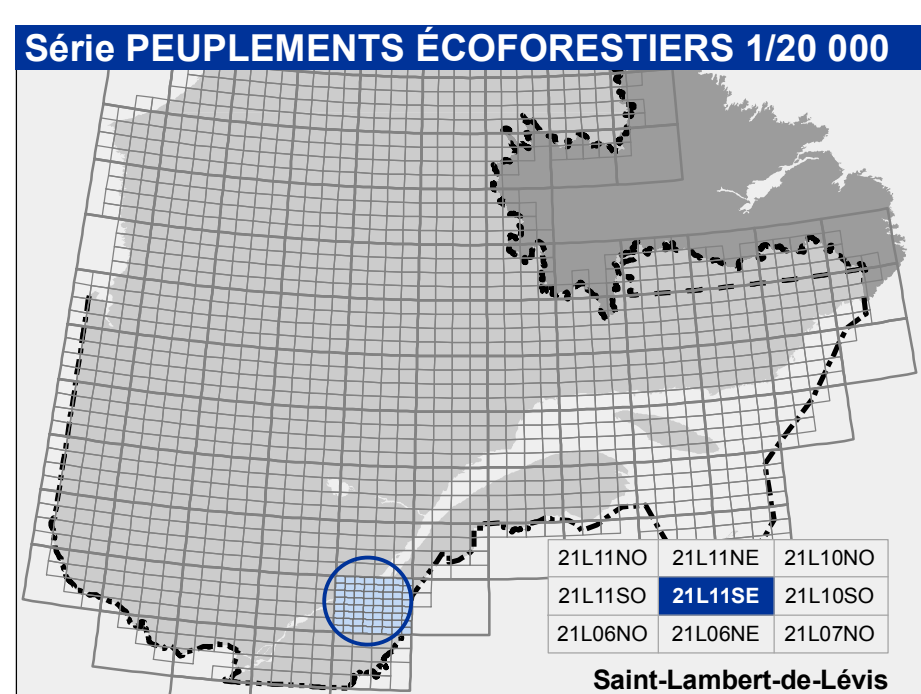 Série PEUPLEMENTS ÉCOFORESTIERS 1/20 000
21L11NO 21L11NE 21L10NO
21L11SO 21L11SE 21L10SO
21L06NO 21L06NE 21L07NO
Saint-Lambert-de-Lévis